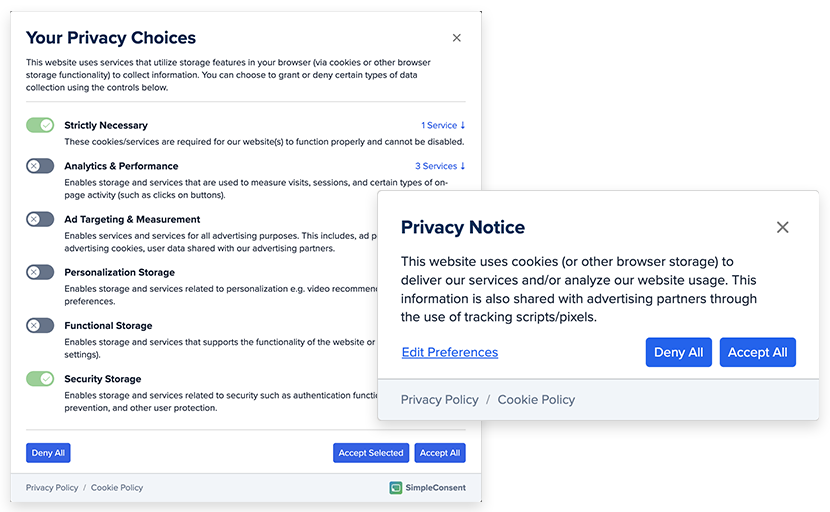 Your Privacy Choices
This website uses services that utilize storage features in your browser (via cookies or other browser
storage functionality) to collect information. You can choose to grant or deny certain types of data
collection using the controls below.
Strictly Necessary
1 Service ↓
These cookies/services are required for our website(s) to function properly and cannot be disabled.
Analytics & Performance
3 Services ↓
Enables storage and services that are used to measure visits, sessions, and certain types of on-
page activity (such as clicks on buttons).
Ad Targeting & Measurement
Enables services and services for all advertising purposes. This includes, ad
advertising cookies, user data shared with our advertising partners.
Personalization Storage
Enables storage and services related to personalization e.g. video
preferences.
Functional Storage
Enables storage and services that supports the functionality of the website or
settings).
Security Storage
Enables storage and services related to security such as authentication
prevention, and other user protection.
Deny All
Accept Selected
Accept All
Privacy Policy / Cookie Policy
SimpleConsent
Privacy Notice
This website uses cookies (or other browser storage) to
deliver our services and/or analyze our website usage. This
information is also shared with advertising partners through
the use of tracking scripts/pixels.
Edit Preferences
Deny All
Accept All
Privacy Policy / Cookie Policy